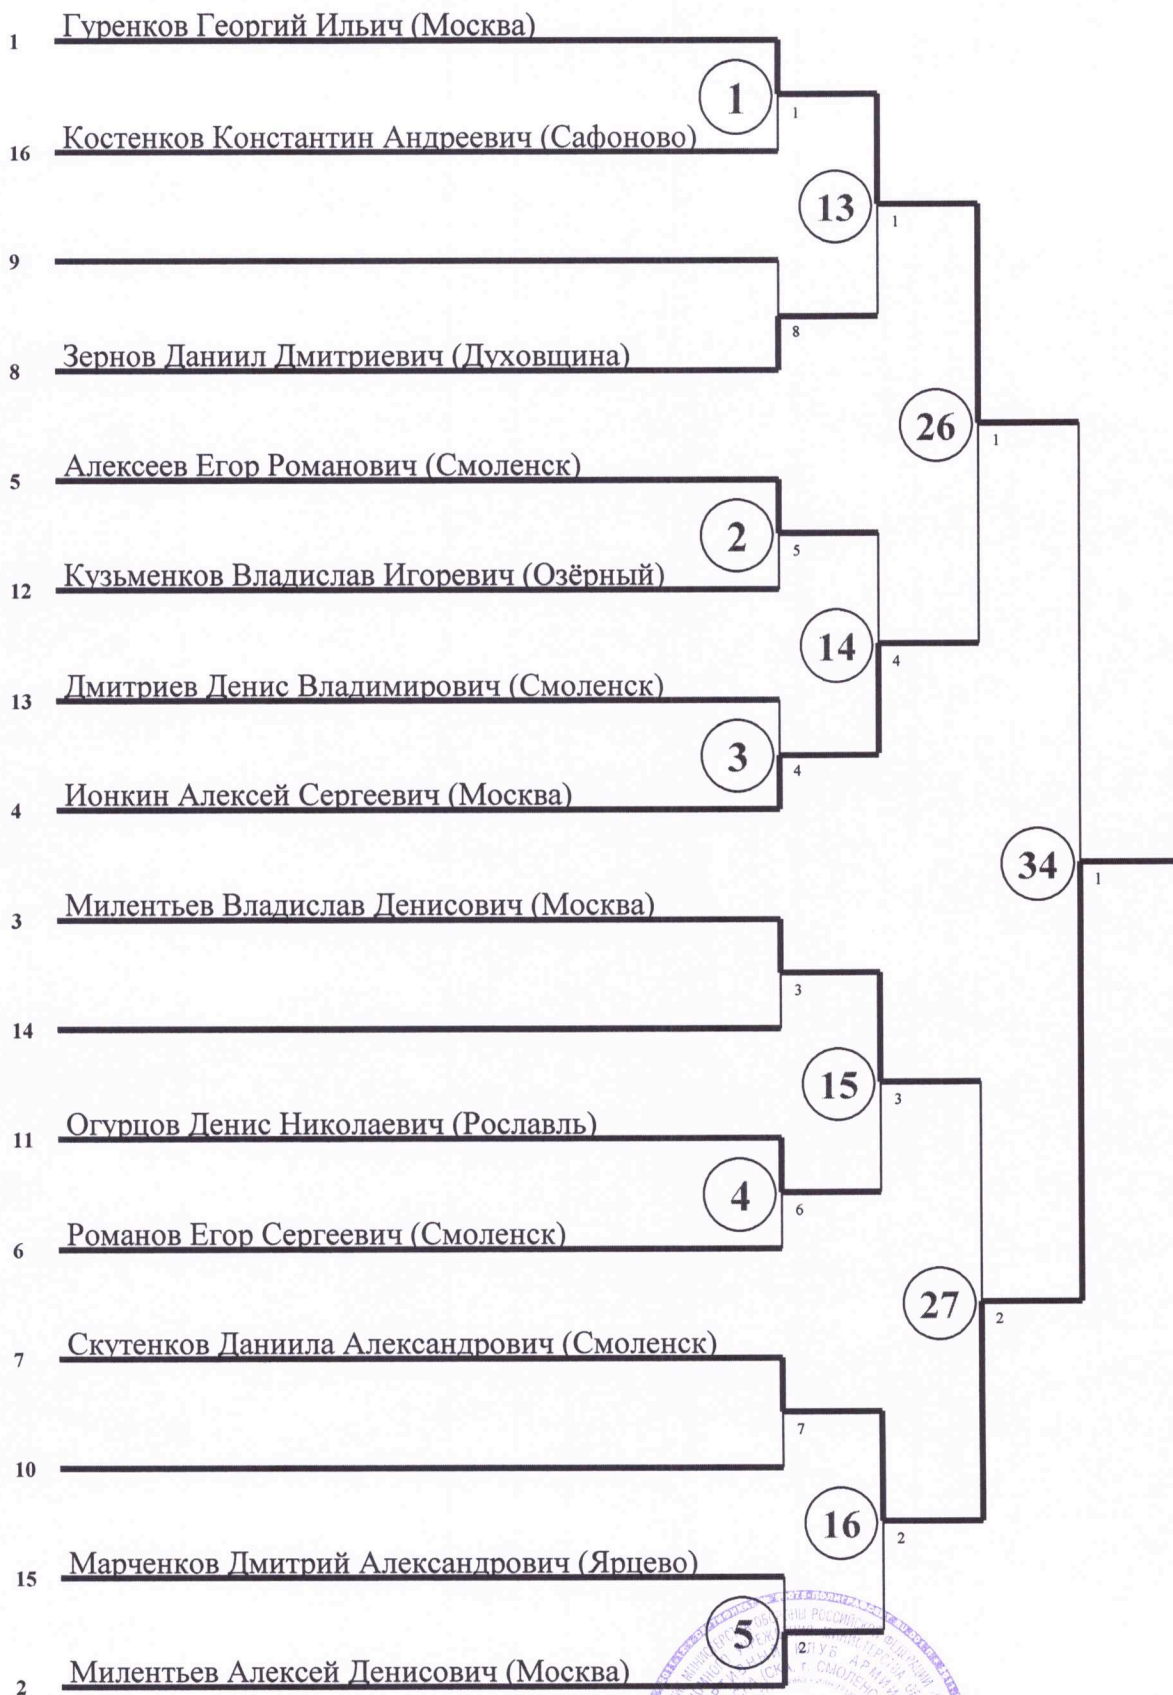 1 Гуренков Георгий Ильич (Москва)
1
1
16 Костенков Константин Андреевич (Сафоново)
13
1
9
8
8 Зернов Даниил Дмитриевич (Духовщина)
26
1
5 Алексеев Егор Романович (Смоленск)
2
5
12 Кузьменков Владислав Игоревич (Озёрный)
14
4
13 Дмитриев Денис Владимирович (Смоленск)
3
4
4 Ионкин Алексей Сергеевич (Москва)
34
1
3 Милентьев Владислав Денисович (Москва)
3
14
15
3
11 Огурцов Денис Николаевич (Рославль)
4
6
6 Романов Егор Сергеевич (Смоленск)
27
2
7 Скутенков Даниила Александрович (Смоленск)
7
10
16
2
15 Марченков Дмитрий Александрович (Ярцево)
5
2
2 Милентьев Алексей Денисович (Москва)